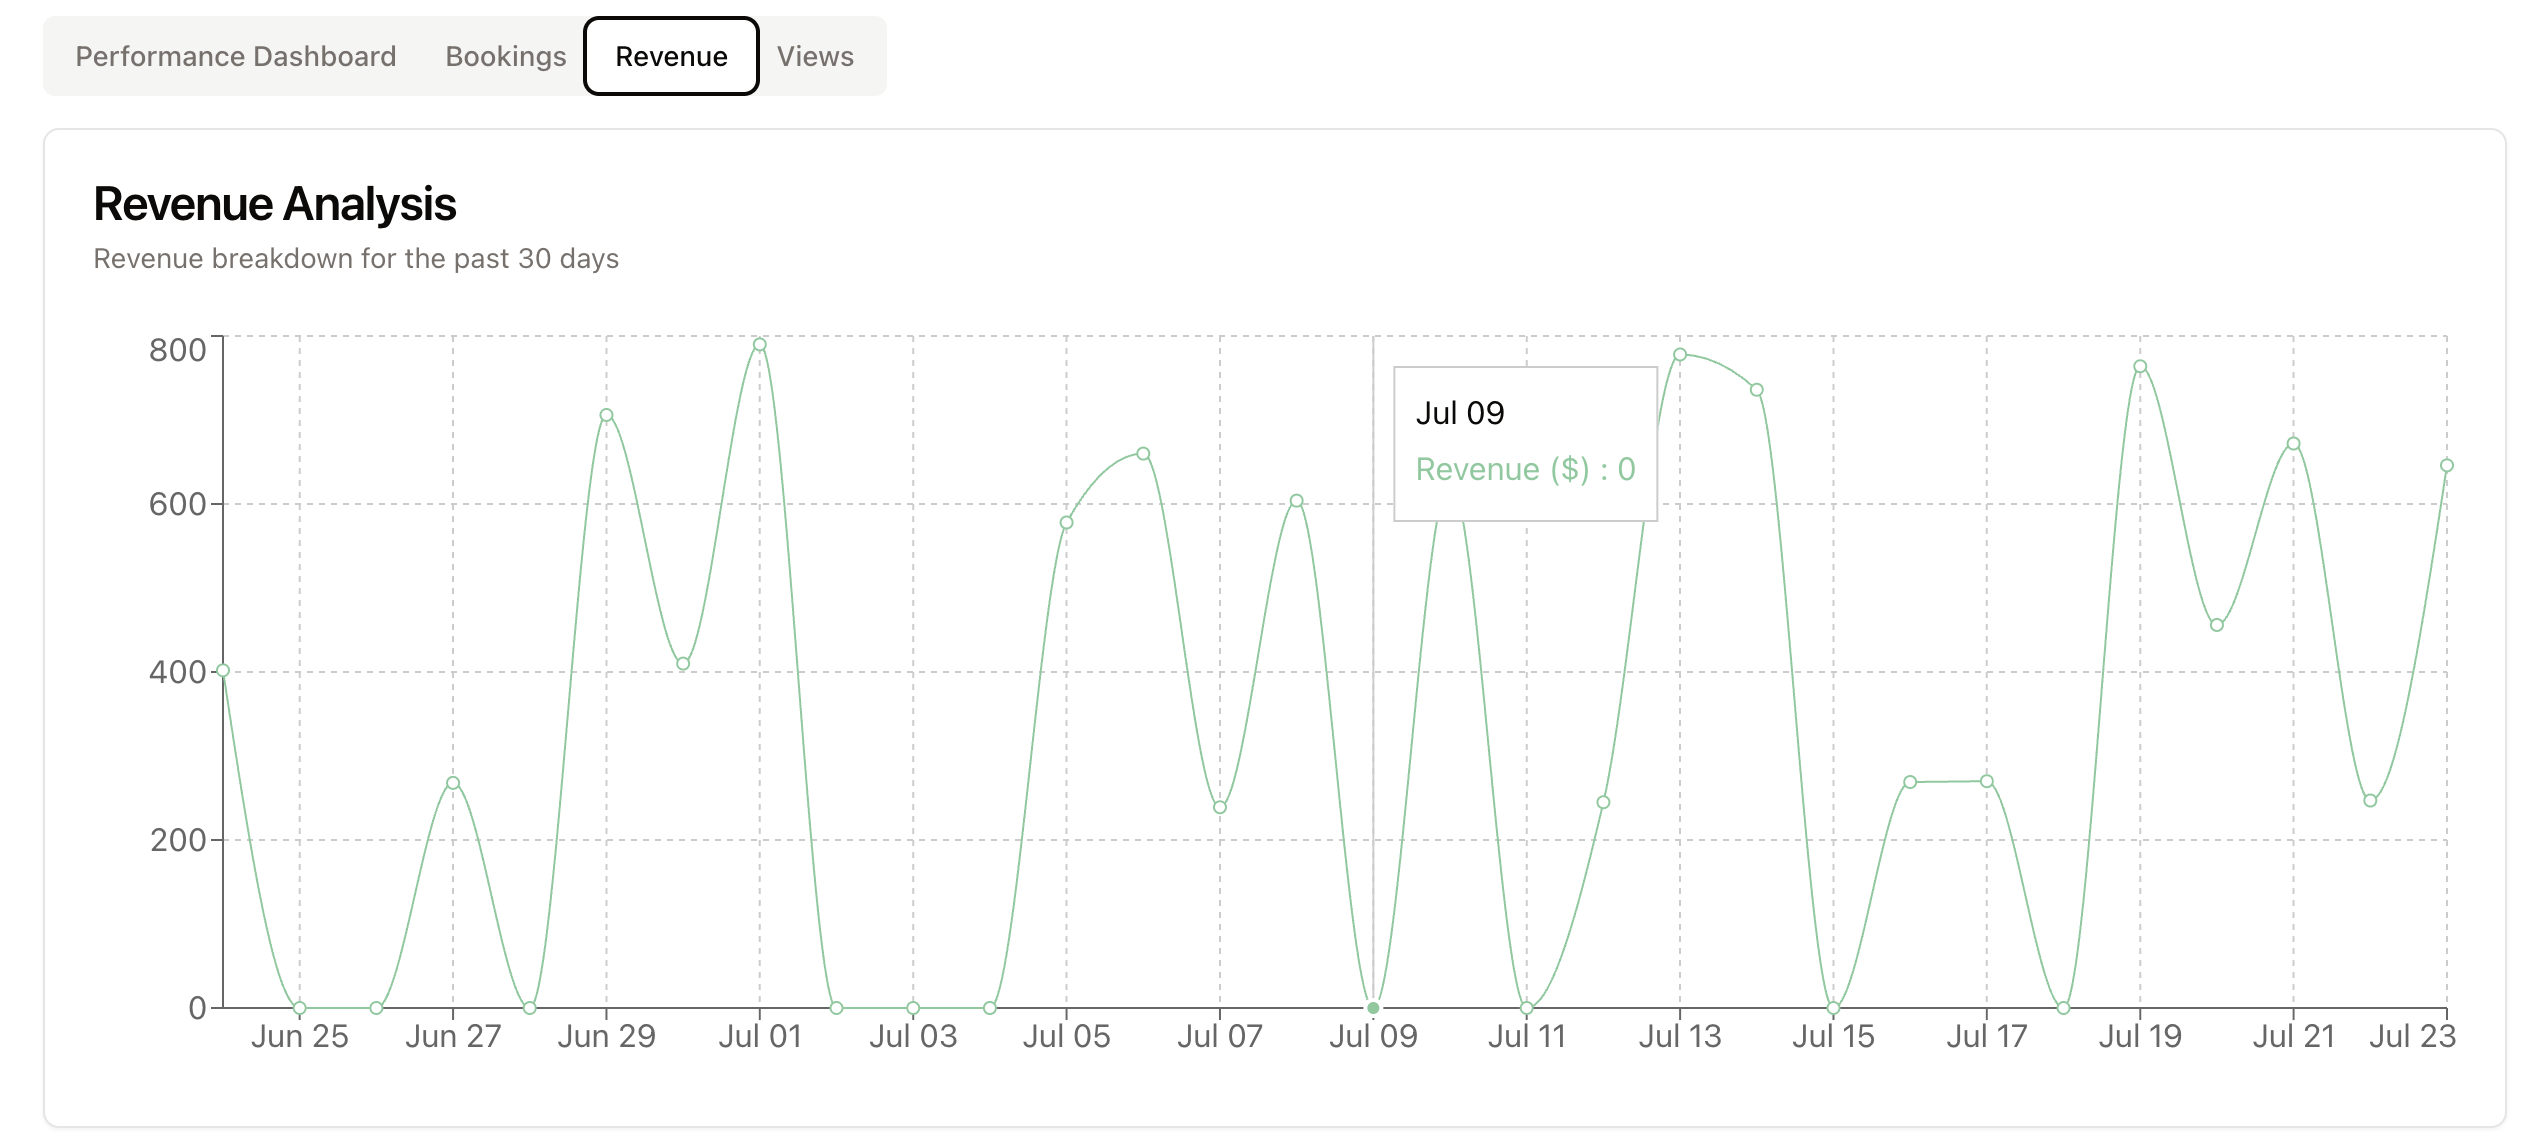 Performance Dashboard Bookings Revenue Views
Revenue Analysis
Revenue breakdown for the past 30 days
800
600
400
200
0
Jul 09
Revenue ($) : 0
Jun 25 Jun 27 Jun 29 Jul 01 Jul 03 Jul 05 Jul 07 Jul 09 Jul 11 Jul 13 Jul 15 Jul 17 Jul 19 Jul 21 Jul 23